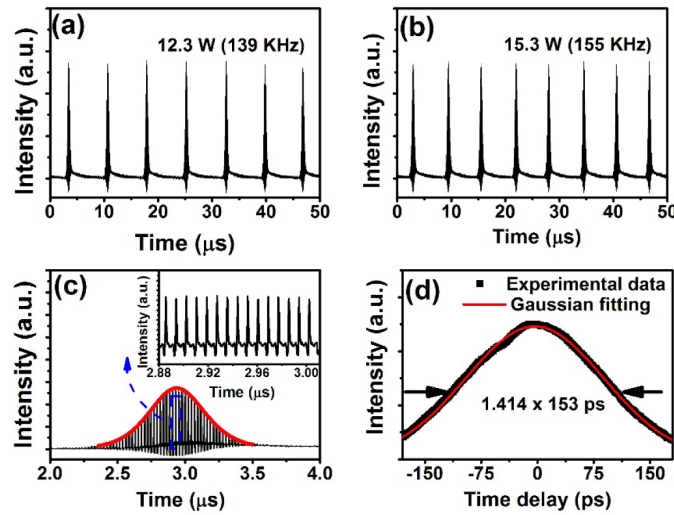 (a)
12.3 W (139 KHz)
Intensity (a.u.)
0 10 20 30 40 50
Time (μs)
(b)
15.3 W (155 KHz)
Intensity (a.u.)
0 10 20 30 40 50
Time (μs)
(c)
Intensity (a.u.)
Intensity (a.u.)
2.88 2.92 2.96 3.00
Time (μs)
2.0 2.5 3.0 3.5 4.0
Time (μs)
(d)
Experimental data
Gaussian fitting
Intensity (a.u.)
1.414 x 153 ps
-150 -75 0 75 150
Time delay (ps)